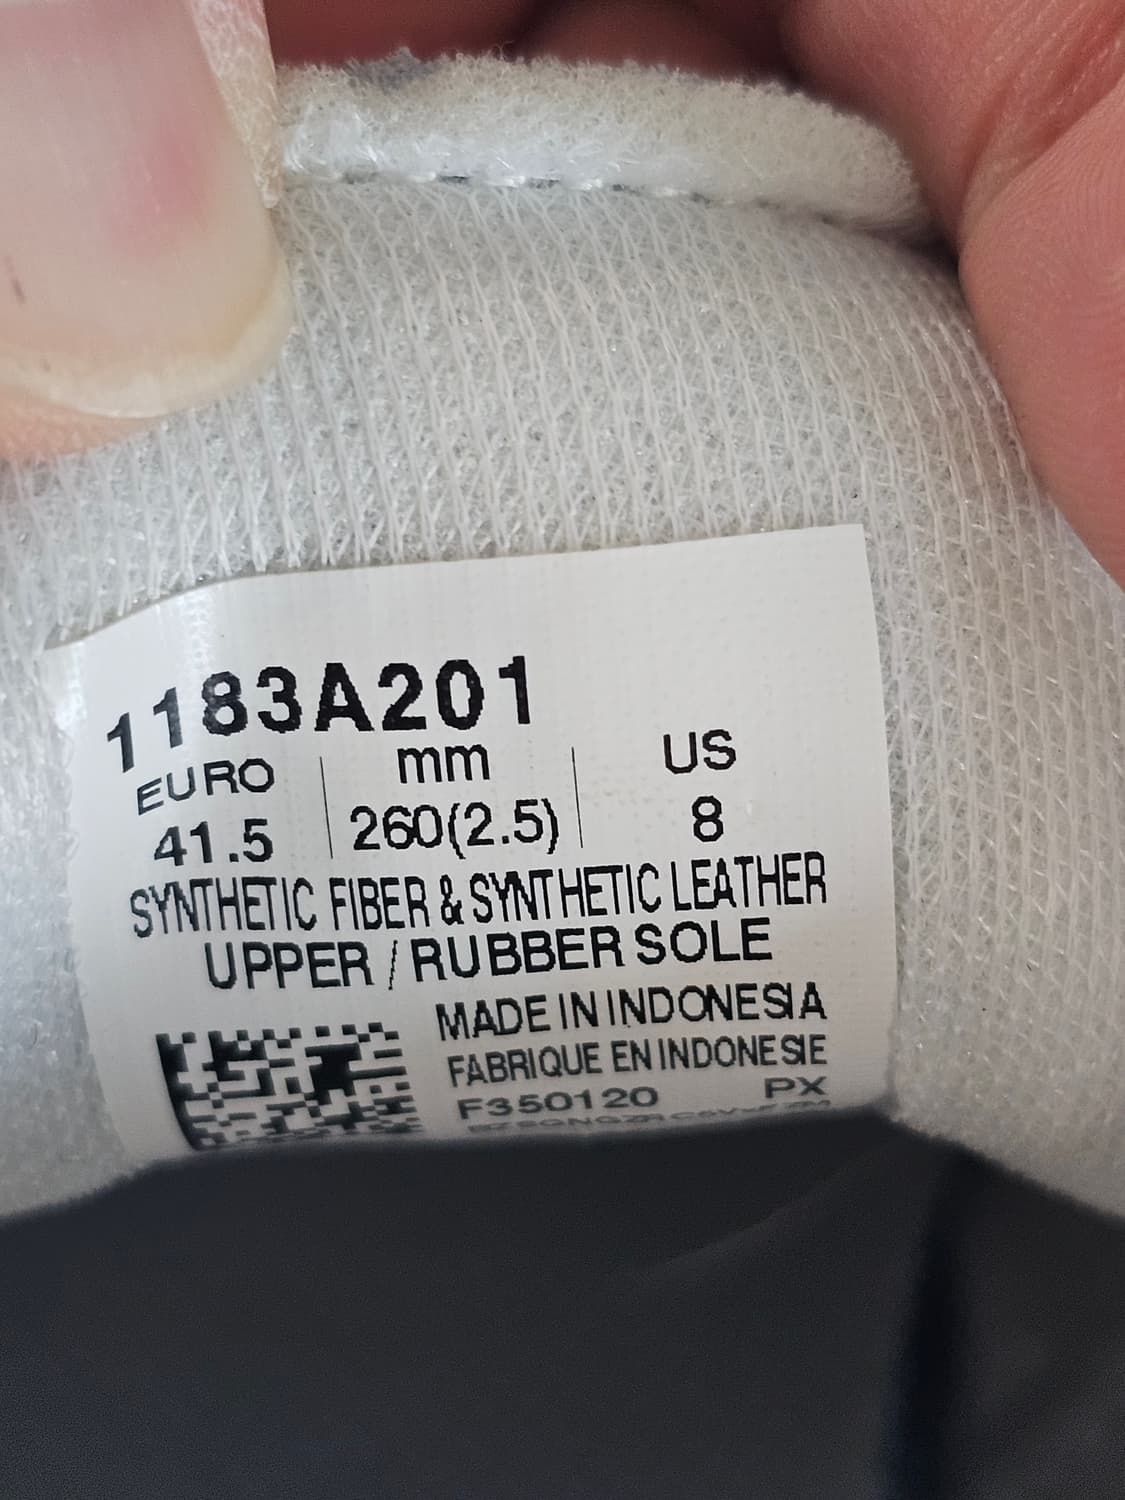 1183A201
EURO mm US
41.5 260(2.5) 8
SYNTHETIC FIBER & SYNTHETIC LEATHER
UPPER / RUBBER SOLE
MADE IN INDONESIA
FABRIQUE EN INDONESIE
F350120 PX